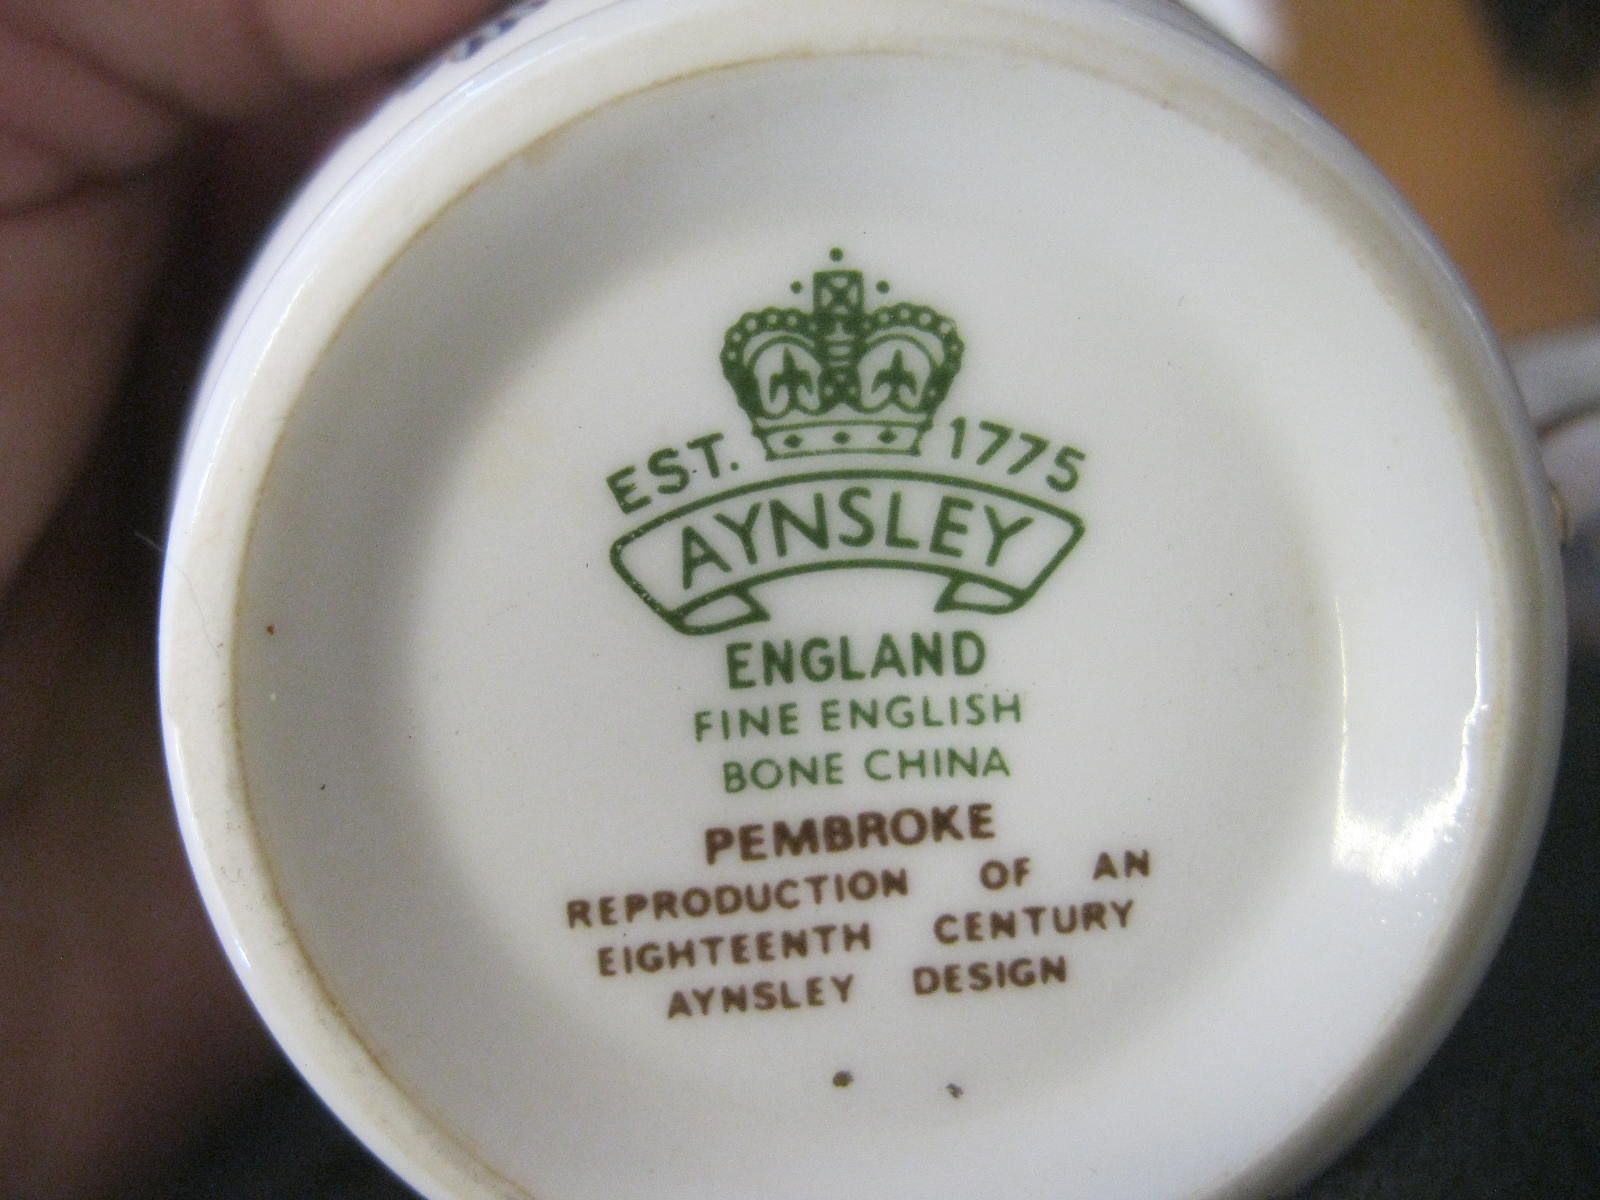 EST. 1775
AYNSLEY
ENGLAND
FINE ENGLISH
BONE CHINA
PEMBROKE
REPRODUCTION OF AN
EIGHTEENTH CENTURY
AYNSLEY DESIGN